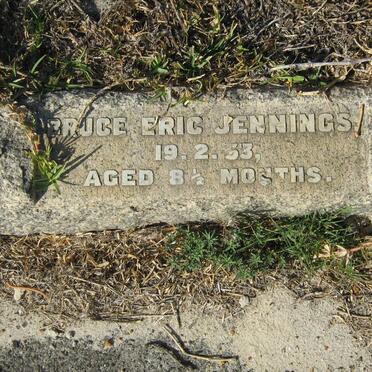 BRUCE ERIC JENNINGS,
19.2.33,
AGED 8½ MONTHS.